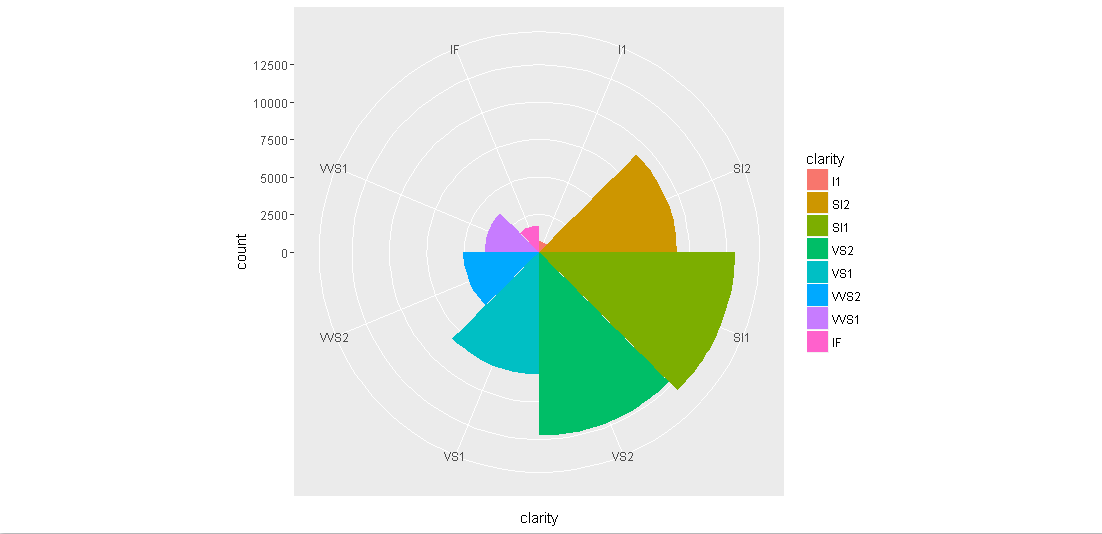 IF
I1
12500
10000
7500
5000
2500
0
VVS1
SI2
VVS2
SI1
VS1
VS2
count
clarity
clarity
I1
SI2
SI1
VS2
VS1
VVS2
VVS1
IF